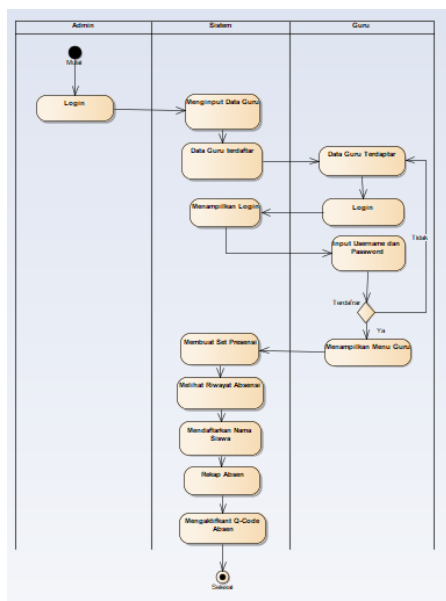 Admin
Sistem
Guru
Mulai
Login
Menginput Data Guru
Data Guru terdaftar
Data Guru Terdaptar
Menampilkan Login
Login
Input Username dan
Password
Tidak
Terdaftar
Ya
Membuat Set Presensi
Menampilkan Menu Guru
Melihat Riwayat Absensi
Mendaftarkan Nama
Siswa
Rekap Absen
Mengaktifkant Q-Code
Absen
Selesai